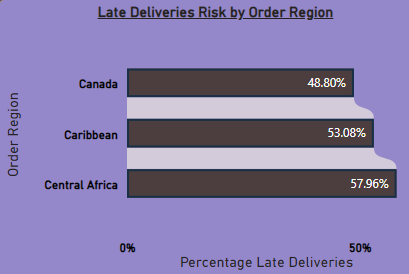 Late Deliveries Risk by Order Region
Order Region
Canada 48.80%
Caribbean 53.08%
Central Africa 57.96%
0% 50%
Percentage Late Deliveries